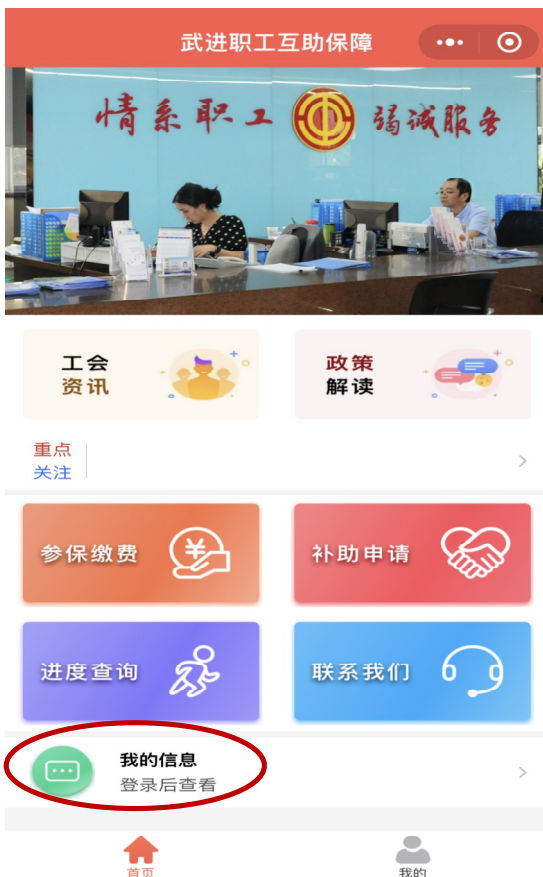 武进职工互助保障
情系职工 竭诚服务
工会
资讯
政策
解读
重点
关注
参保缴费
补助申请
进度查询
联系我们
我的信息
登录后查看
首页
我的